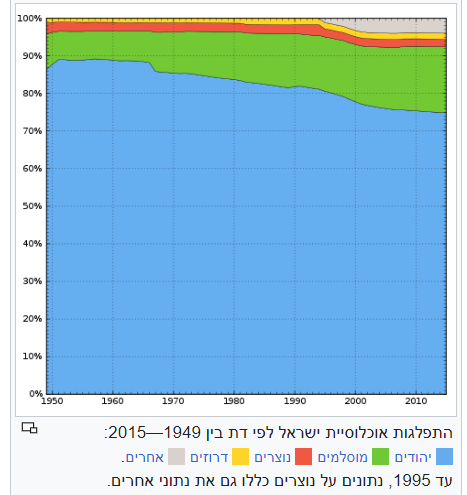 100%
90%
80%
70%
60%
50%
40%
30%
20%
10%
0%
1950 1960 1970 1980 1990 2000 2010
התפלגות אוכלוסיית ישראל לפי דת בין 1949—2015:
יהודים מוסלמים נוצרים דרוזים אחרים.
עד 1995, נתונים על נוצרים כללו גם את נתוני אחרים.